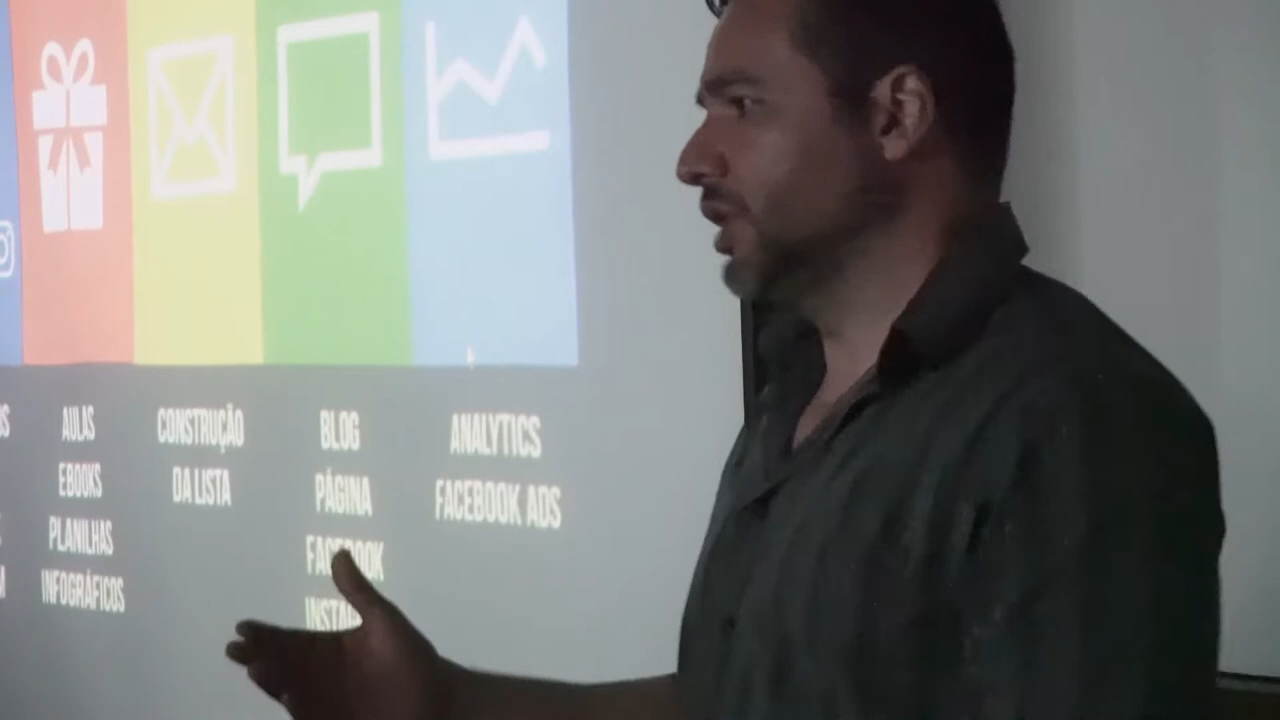 AULAS
EBOOKS
PLANILHAS
INFOGRÁFICOS
CONSTRUÇÃO
DA LISTA
BLOG
PÁGINA
FACEBOOK
ANALYTICS
FACEBOOK ADS